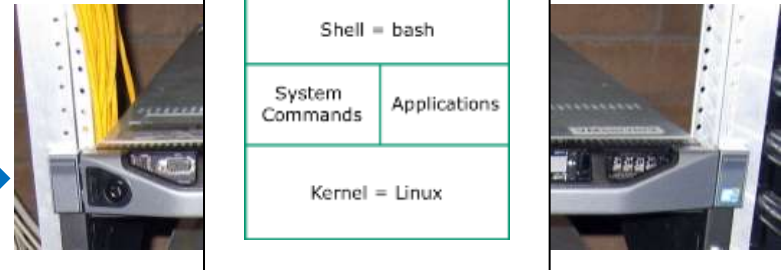 Shell = bash
System
Commands
Applications
Kernel = Linux